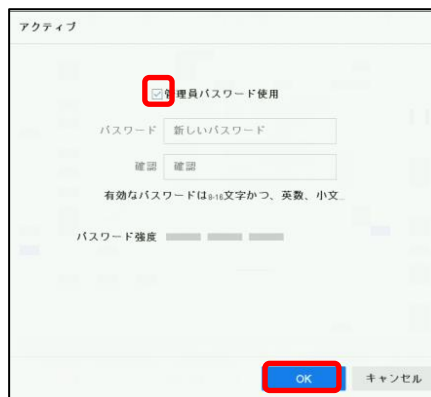 アクティブ
管理員パスワード使用
パスワード 新しいパスワード
確認 確認
有効なパスワードは8-16文字かつ、英数、小文...
パスワード強度
OK キャンセル